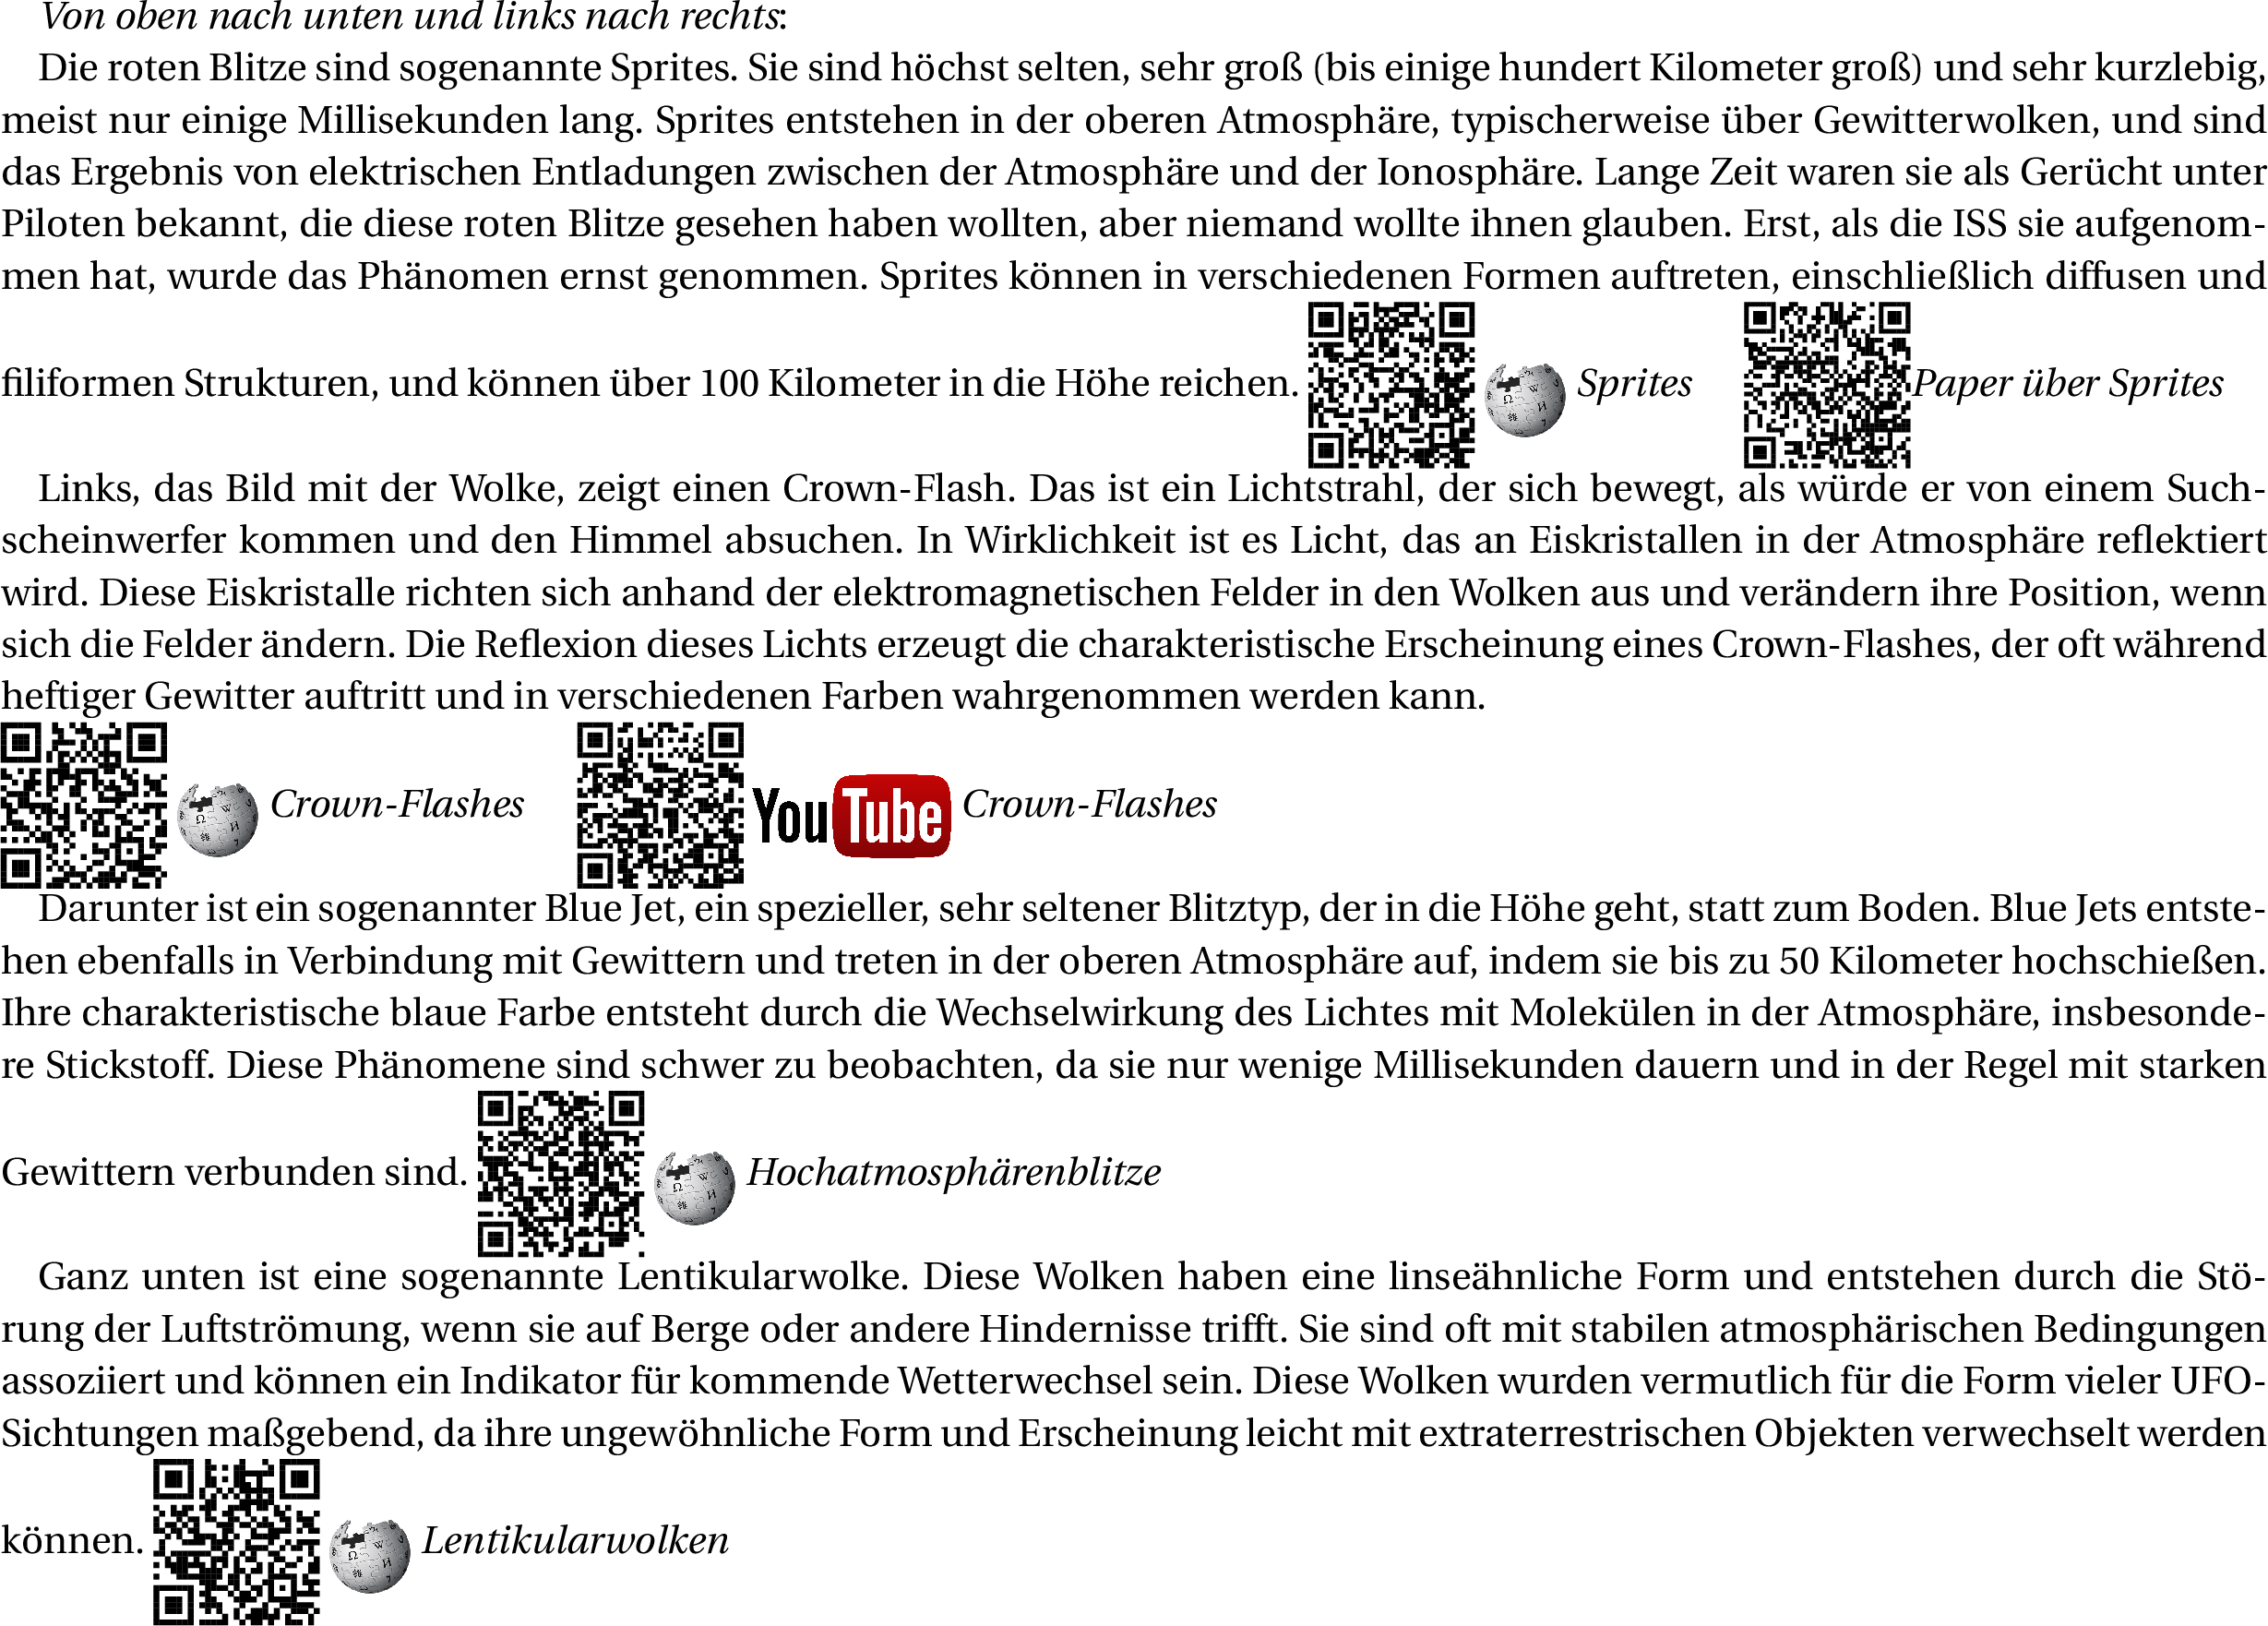 Von oben nach unten und links nach rechts:
Die roten Blitze sind sogenannte Sprites. Sie sind höchst selten, sehr groß (bis einige hundert Kilometer groß) und sehr kurzlebig,
meist nur einige Millisekunden lang. Sprites entstehen in der oberen Atmosphäre, typischerweise über Gewitterwolken, und sind
das Ergebnis von elektrischen Entladungen zwischen der Atmosphäre und der Ionosphäre. Lange Zeit waren sie als Gerücht unter
Piloten bekannt, die diese roten Blitze gesehen haben wollten, aber niemand wollte ihnen glauben. Erst, als die ISS sie aufgenom-
men hat, wurde das Phänomen ernst genommen. Sprites können in verschiedenen Formen auftreten, einschließlich diffusen und
filiformen Strukturen, und können über 100 Kilometer in die Höhe reichen. Sprites Paper über Sprites
Links, das Bild mit der Wolke, zeigt einen Crown-Flash. Das ist ein Lichtstrahl, der sich bewegt, als würde er von einem Such-
scheinwerfer kommen und den Himmel absuchen. In Wirklichkeit ist es Licht, das an Eiskristallen in der Atmosphäre reflektiert
wird. Diese Eiskristalle richten sich anhand der elektromagnetischen Felder in den Wolken aus und verändern ihre Position, wenn
sich die Felder ändern. Die Reflexion dieses Lichts erzeugt die charakteristische Erscheinung eines Crown-Flashes, der oft während
heftiger Gewitter auftritt und in verschiedenen Farben wahrgenommen werden kann.
Crown-Flashes YouTube Crown-Flashes
Darunter ist ein sogenannter Blue Jet, ein spezieller, sehr seltener Blitztyp, der in die Höhe geht, statt zum Boden. Blue Jets entste-
hen ebenfalls in Verbindung mit Gewittern und treten in der oberen Atmosphäre auf, indem sie bis zu 50 Kilometer hochschießen.
Ihre charakteristische blaue Farbe entsteht durch die Wechselwirkung des Lichtes mit Molekülen in der Atmosphäre, insbesonde-
re Stickstoff. Diese Phänomene sind schwer zu beobachten, da sie nur wenige Millisekunden dauern und in der Regel mit starken
Gewittern verbunden sind. Hochatmosphärenblitze
Ganz unten ist eine sogenannte Lentikularwolke. Diese Wolken haben eine linseähnliche Form und entstehen durch die Stö-
rung der Luftströmung, wenn sie auf Berge oder andere Hindernisse trifft. Sie sind oft mit stabilen atmosphärischen Bedingungen
assoziiert und können ein Indikator für kommende Wetterwechsel sein. Diese Wolken wurden vermutlich für die Form vieler UFO-
Sichtungen maßgebend, da ihre ungewöhnliche Form und Erscheinung leicht mit extraterrestrischen Objekten verwechselt werden
können. Lentikularwolken